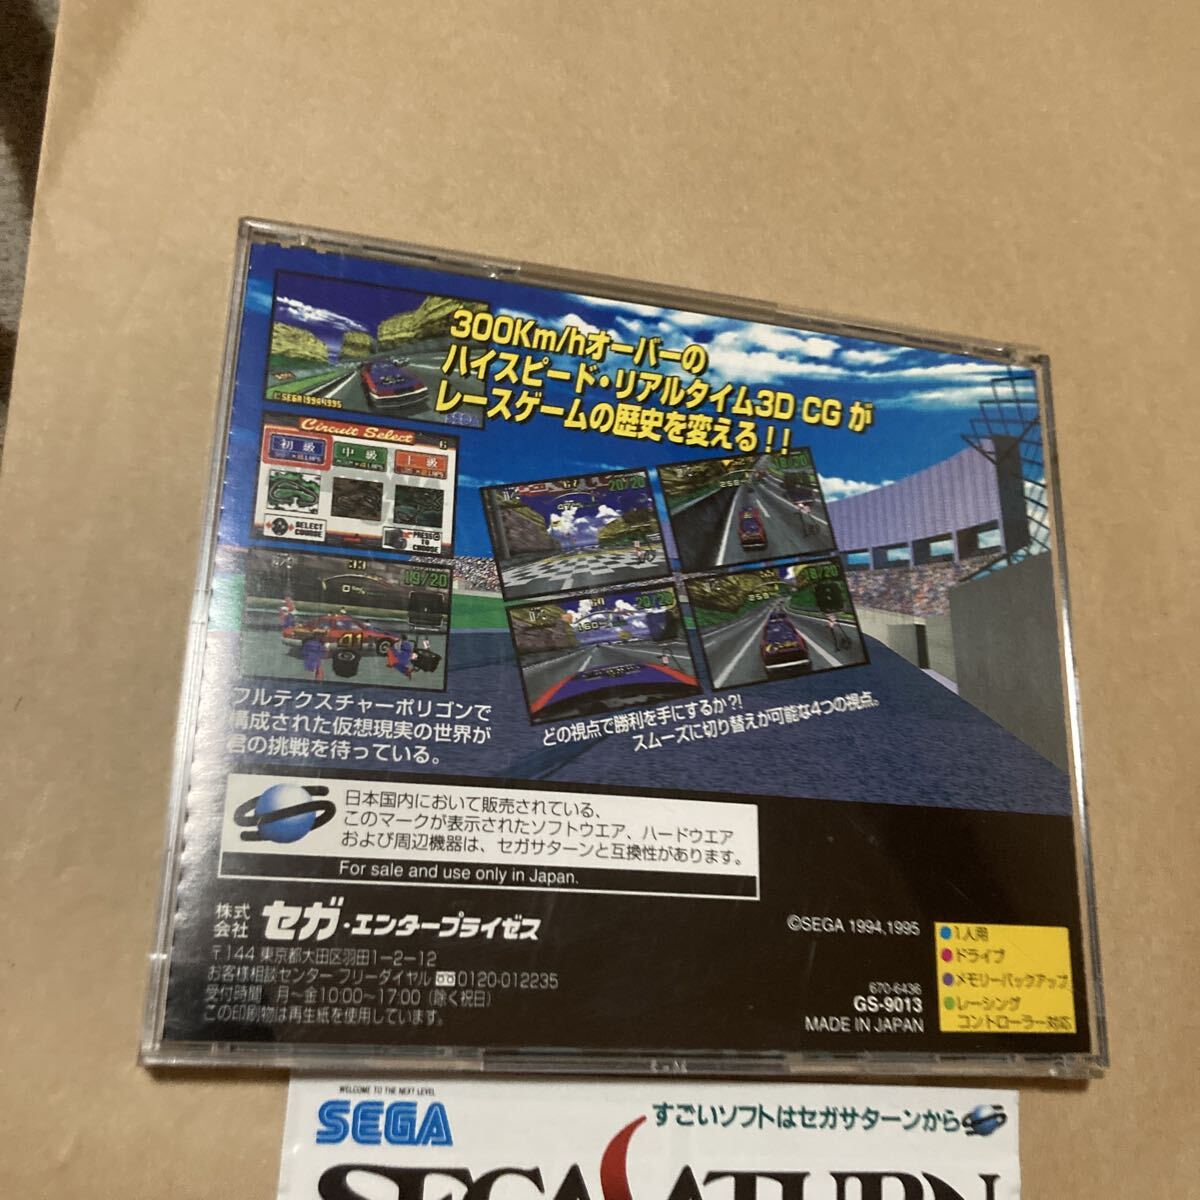 300Km/hオーバーの
ハイスピード・リアルタイム3D CGが
レースゲームの歴史を変える!!
©SEGA 1994,1995
SEGA
Circuit Select
初級
中級
上級
SELECT
COURSE
PRESS
TO
CHOOSE
19/20
41
20/20
258
160
259
18/20
フルテクスチャーポリゴンで
構成された仮想現実の世界が
君の挑戦を待っている。
どの視点で勝利を手にするか?!
スムーズに切り替えが可能な4つの視点。
日本国内において販売されている、
このマークが表示されたソフトウエア、ハードウエア
および周辺機器は、セガサターンと互換性があります。
For sale and use only in Japan.
株式会社 セガ・エンタープライゼス
〒144 東京都大田区羽田1-2-12
お客様相談センター フリーダイヤル 0120-012235
受付時間 月〜金10:00〜17:00（除く祝日）
この印刷物は再生紙を使用しています。
©SEGA 1994,1995
670-6436
GS-9013
MADE IN JAPAN
1人用
ドライブ
メモリーバックアップ
レーシング
コントローラー対応
WELCOME TO THE NEXT LEVEL
SEGA
すごいソフトはセガサターンから
SEGA SATURN